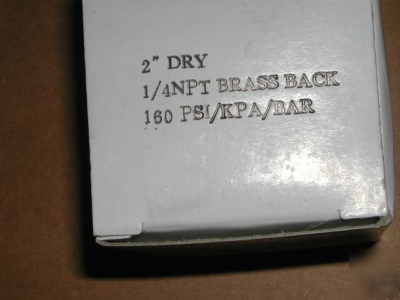 2" DRY
1/4NPT BRASS BACK
160 PSI/KPA/BAR